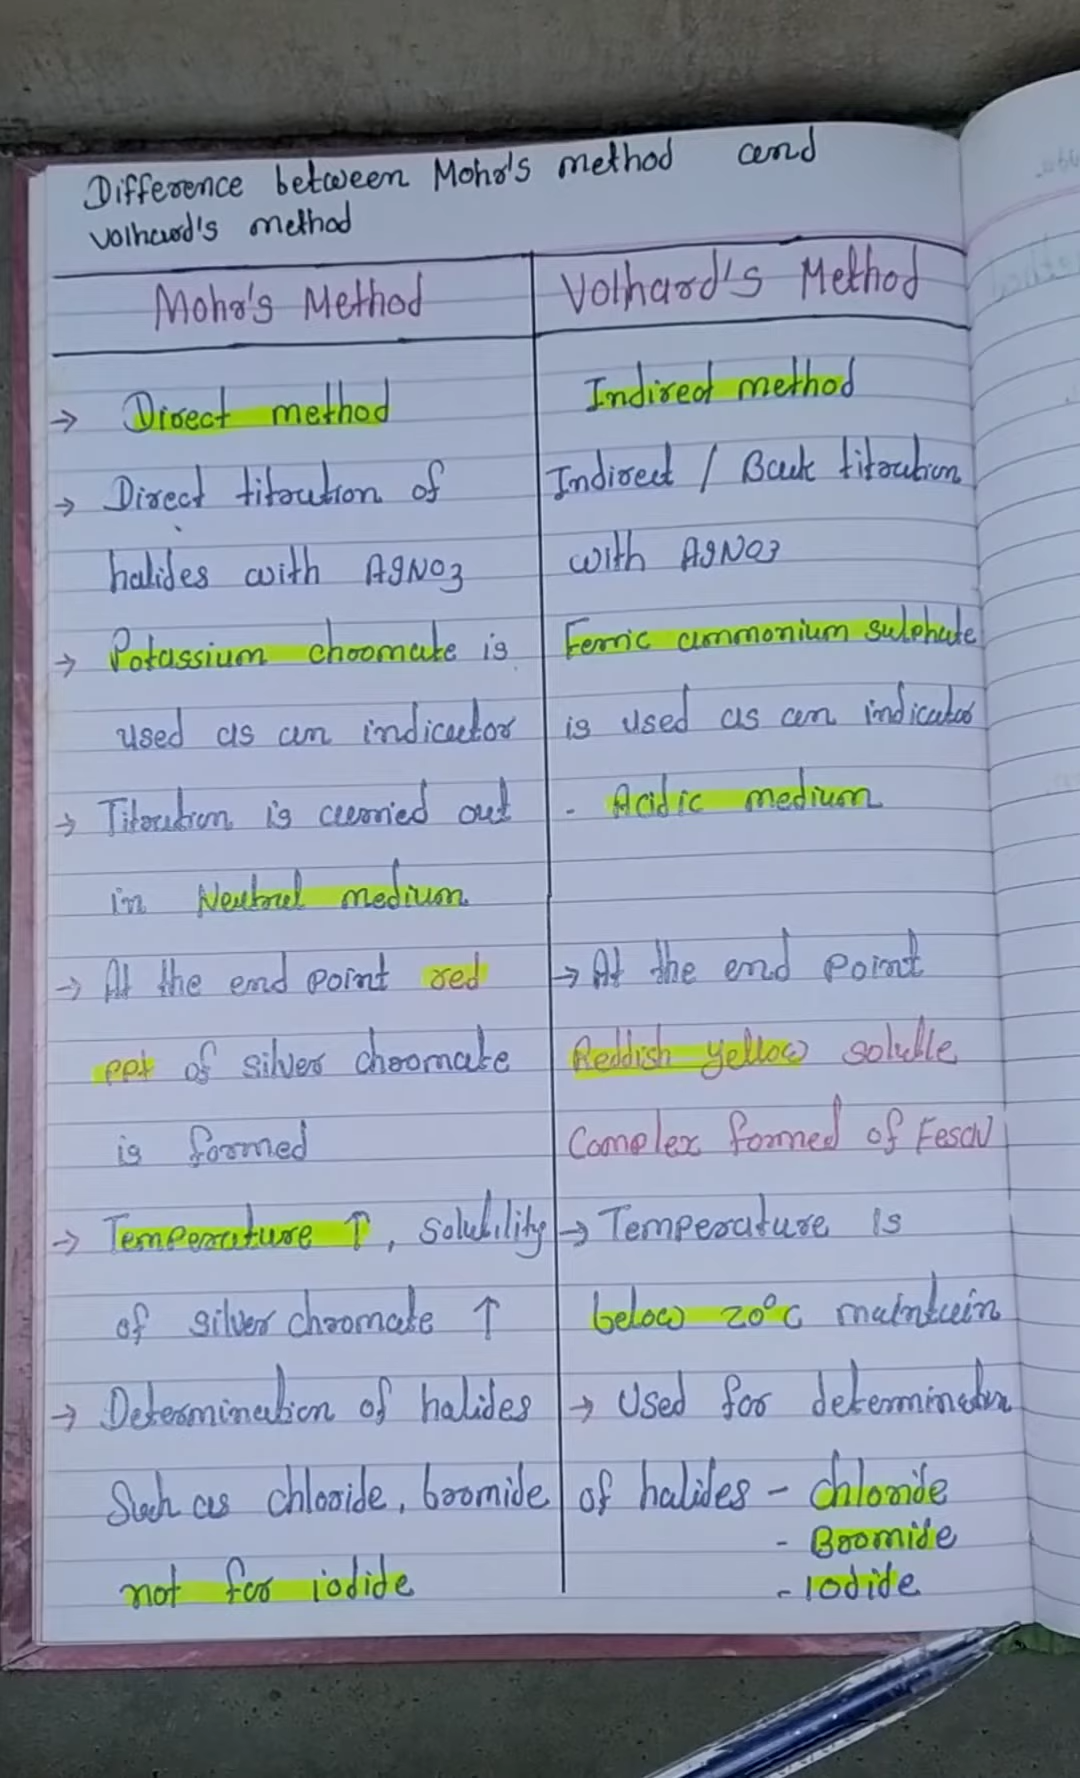 Difference between Mohr's method and
Volhard's method
Mohr's Method
Volhard's Method
→ Direct method
Indirect method
→ Direct titration of
Indirect / Back titration
halides with AgNO3
with AgNO3
→ Potassium chromate is
Ferric ammonium sulphate
used as an indicator
is used as an indicator
→ Titration is carried out
- Acidic medium
in Neutral medium
→ At the end point red
→ At the end point
ppt of silver chromate
Reddish yellow soluble
is formed
Complex formed of FeSCN
→ Temperature ↑, solubility
→ Temperature is
of silver chromate ↑
below 20°C maintain
→ Determination of halides
→ Used for determination
Such as chloride, bromide
of halides - chloride
- Bromide
not for iodide
- Iodide